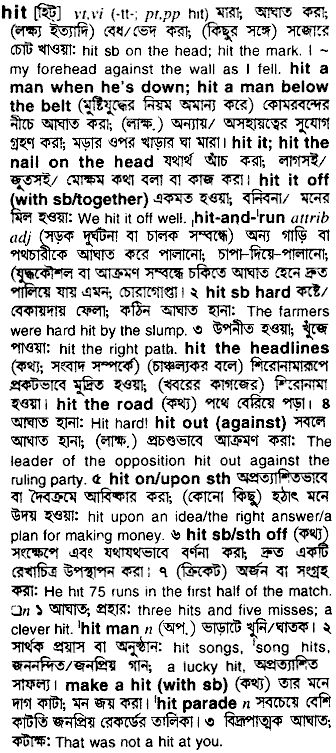 hit [হিট্] vt.vi (-tt-; pt.pp hit) মারা; আঘাত করা;
(লক্ষ্য ইত্যাদি) বেধ/ভেদ করা; (কিছুর সঙ্গে) সজোরে
চোট খাওয়া: hit sb on the head; hit the mark. I ~
my forehead against the wall as I fell. hit a
man when he's down; hit a man below
the belt (মুষ্টিযুদ্ধের নিয়ম অমান্য করে) কোমরবন্দের
নীচে আঘাত করা; (লাক্ষ.) অন্যায়/ অসহায়ত্বের সুযোগ
গ্রহণ করা; মড়ার ওপর খাড়ার ঘা মারা। hit it; hit
the nail on the head যথার্থ আঁচ করা; লাগসই/
জুতসই/ মোক্ষম কথা বলা বা কাজ করা। hit it off
(with sb/together) একমত হওয়া; বনিবনা/ মনের
মিল হওয়া: We hit it off well. ˌhit-and-ˈrun attrib
adj (সড়ক দুর্ঘটনা বা চালক সম্বন্ধে) অন্য গাড়ি বা
পথচারীকে আঘাত করে পালানো; চাপা-দিয়ে-পালানো;
(যুদ্ধকৌশল বা আক্রমণ সম্বন্ধে চকিতে আঘাত হেনে দ্রুত
পালিয়ে যায় এমন; চোরাগোপ্তা। ২ hit sb hard কষ্টে/
বেকায়দায় ফেলা; কঠিন আঘাত হানা: The farmers
were hard hit by the slump. ৩ উপনীত হওয়া; খুঁজে
পাওয়া: hit the right path. hit the headlines
(কথ্য; সংবাদ সম্পর্কে) (চাঞ্চল্যকর বলে) শিরোনামারূপে
প্রকটভাবে মুদ্রিত হওয়া; (খবরের কাগজের) শিরোনামা
হওয়া। hit the road (কথ্য) পথে বেরিয়ে পড়া। ৪
আঘাত হানা: Hit hard! hit out (against) সবলে
আঘাত হানা; (লাক্ষ.) প্রচণ্ডভাবে আক্রমণ করা: The
leader of the opposition hit out against the
ruling party. ৫ hit on/upon sth অপ্রত্যাশিতভাবে
বা দৈবক্রমে আবিষ্কার করা; (কোনো কিছু) হঠাৎ মনে
উদয় হওয়া: hit upon an idea/the right answer/a
plan for making money. ৬ hit sb/sth off (কথ্য)
সংক্ষেপে এবং যথাযথভাবে বর্ণনা করা; দ্রুত একটি
রেখাচিত্র উপস্থাপন করা। ৭ (ক্রিকেট) অর্জন বা সংগ্রহ
করা: He hit 75 runs in the first half of the match.
❑n ১ আঘাত; প্রহার: three hits and five misses; a
clever hit. ˈhit man n (অপ.) ভাড়াটে খুনি/ঘাতক। ২
সার্থক প্রয়াস বা অনুষ্ঠান: hit songs, ˈsong hits,
জননন্দিত/জনপ্রিয় গান; a lucky hit, অপ্রত্যাশিত
সাফল্য। make a hit (with sb) (কথ্য) তার মনে
দাগ কাটা; মন জয় করা। ˈhit parade n সবচেয়ে বেশি
কাটতি জনপ্রিয় রেকর্ডের তালিকা। ৩ বিদ্রূপাত্মক আঘাত;
কটাক্ষ: That was not a hit at you.